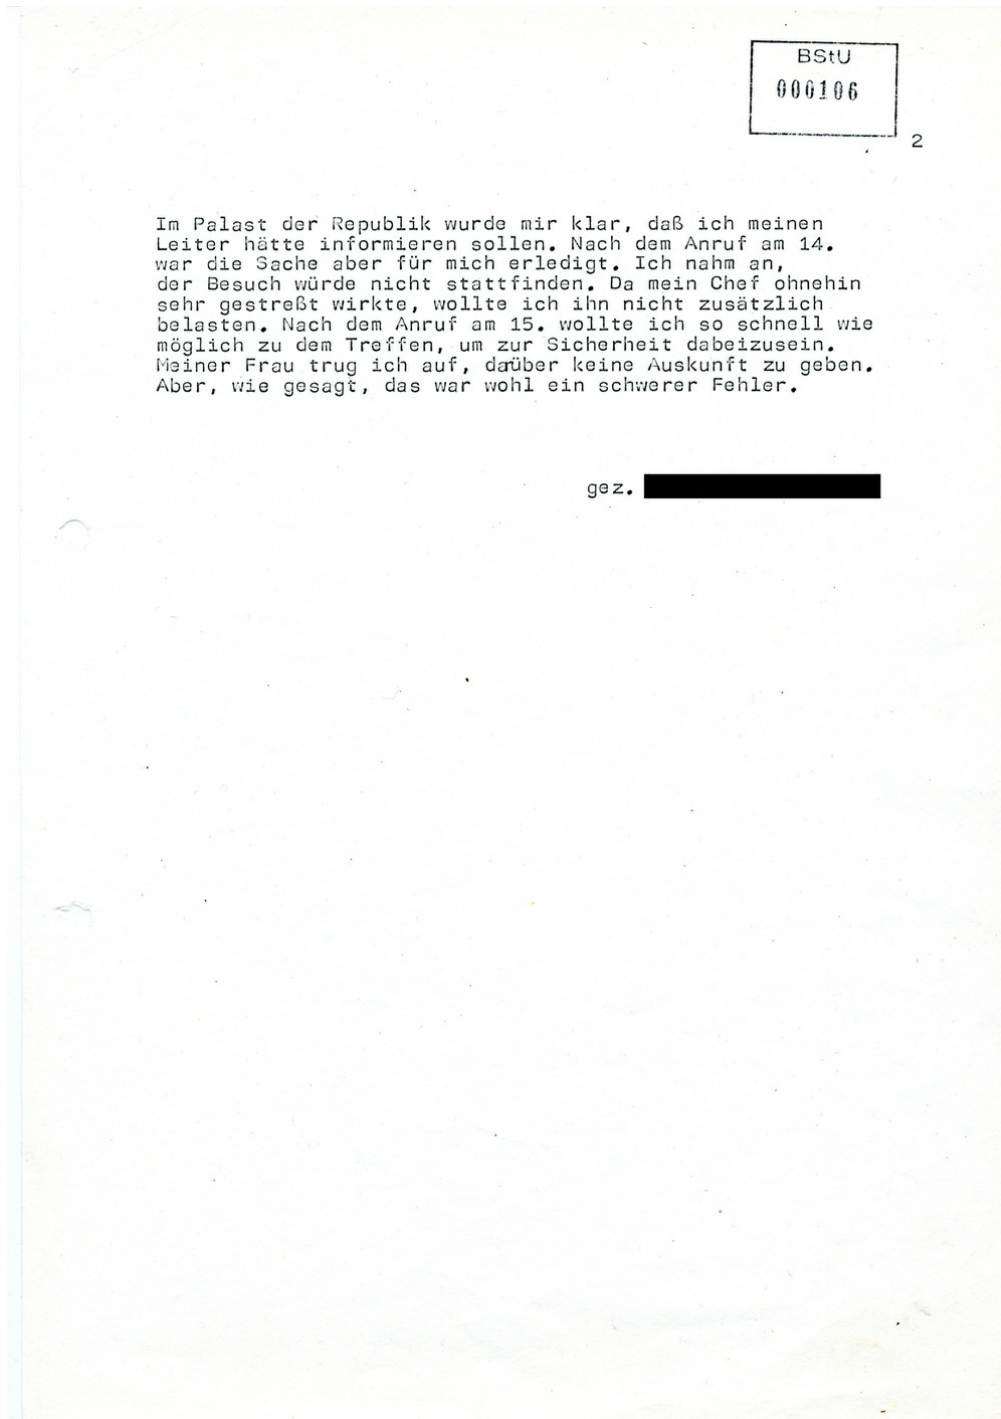 BStU
000106
2
Im Palast der Republik wurde mir klar, daß ich meinen
Leiter hätte informieren sollen. Nach dem Anruf am 14.
war die Sache aber für mich erledigt. Ich nahm an,
der Besuch würde nicht stattfinden. Da mein Chef ohnehin
sehr gestreßt wirkte, wollte ich ihn nicht zusätzlich
belasten. Nach dem Anruf am 15. wollte ich so schnell wie
möglich zu dem Treffen, um zur Sicherheit dabeizusein.
Meiner Frau trug ich auf, darüber keine Auskunft zu geben.
Aber, wie gesagt, das war wohl ein schwerer Fehler.
gez.